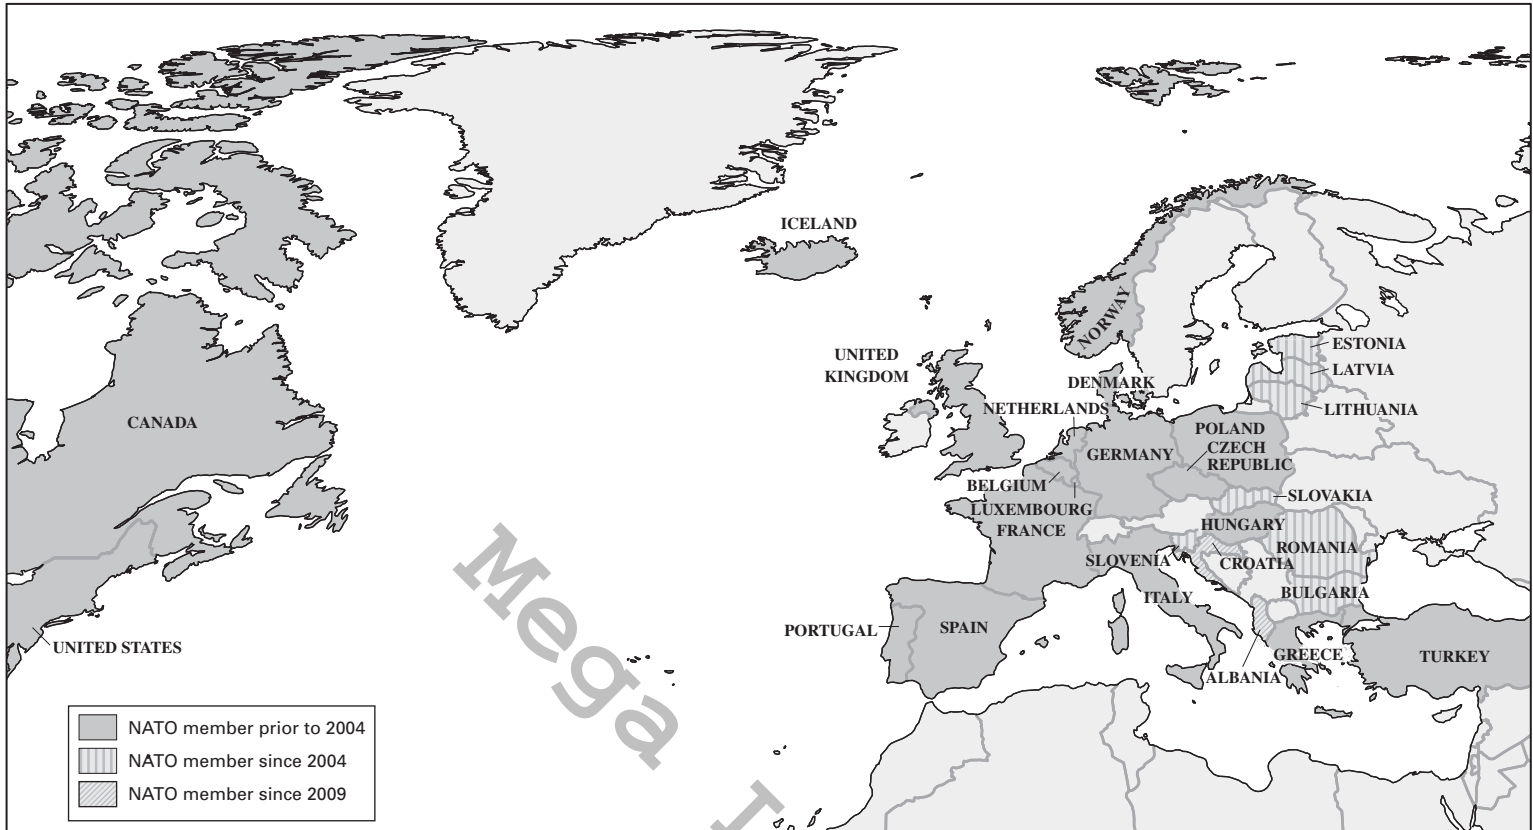 ICELAND
NORWAY
UNITED
KINGDOM
ESTONIA
LATVIA
DENMARK
LITHUANIA
NETHERLANDS
CANADA
POLAND
CZECH
REPUBLIC
GERMANY
BELGIUM
SLOVAKIA
LUXEMBOURG
FRANCE
HUNGARY
ROMANIA
SLOVENIA
CROATIA
BULGARIA
ITALY
PORTUGAL
SPAIN
UNITED STATES
GREECE
TURKEY
ALBANIA
NATO member prior to 2004
NATO member since 2004
NATO member since 2009
Mega